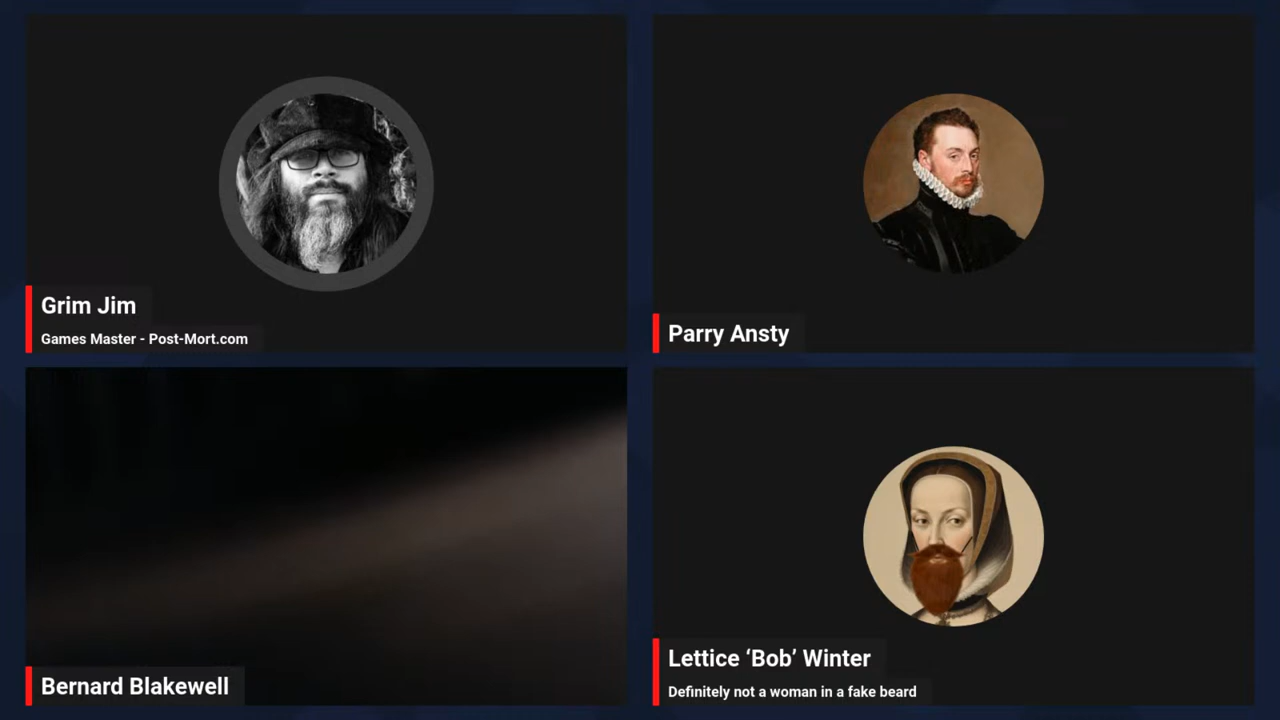 Grim Jim
Games Master - Post-Mort.com
Parry Ansty
Bernard Blakewell
Lettice ‘Bob’ Winter
Definitely not a woman in a fake beard